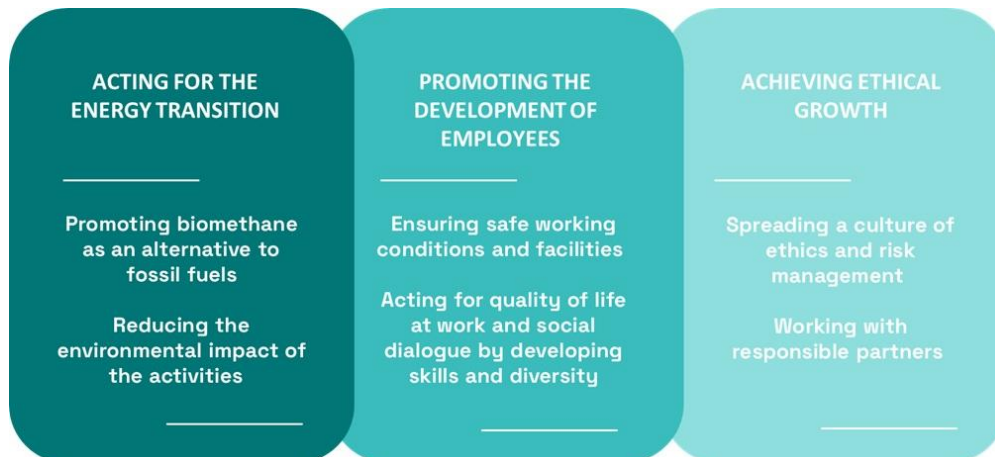 ACTING FOR THE
ENERGY TRANSITION
Promoting biomethane
as an alternative to
fossil fuels
Reducing the
environmental impact of
the activities
PROMOTING THE
DEVELOPMENT OF
EMPLOYEES
Ensuring safe working
conditions and facilities
Acting for quality of life
at work and social
dialogue by developing
skills and diversity
ACHIEVING ETHICAL
GROWTH
Spreading a culture of
ethics and risk
management
Working with
responsible partners